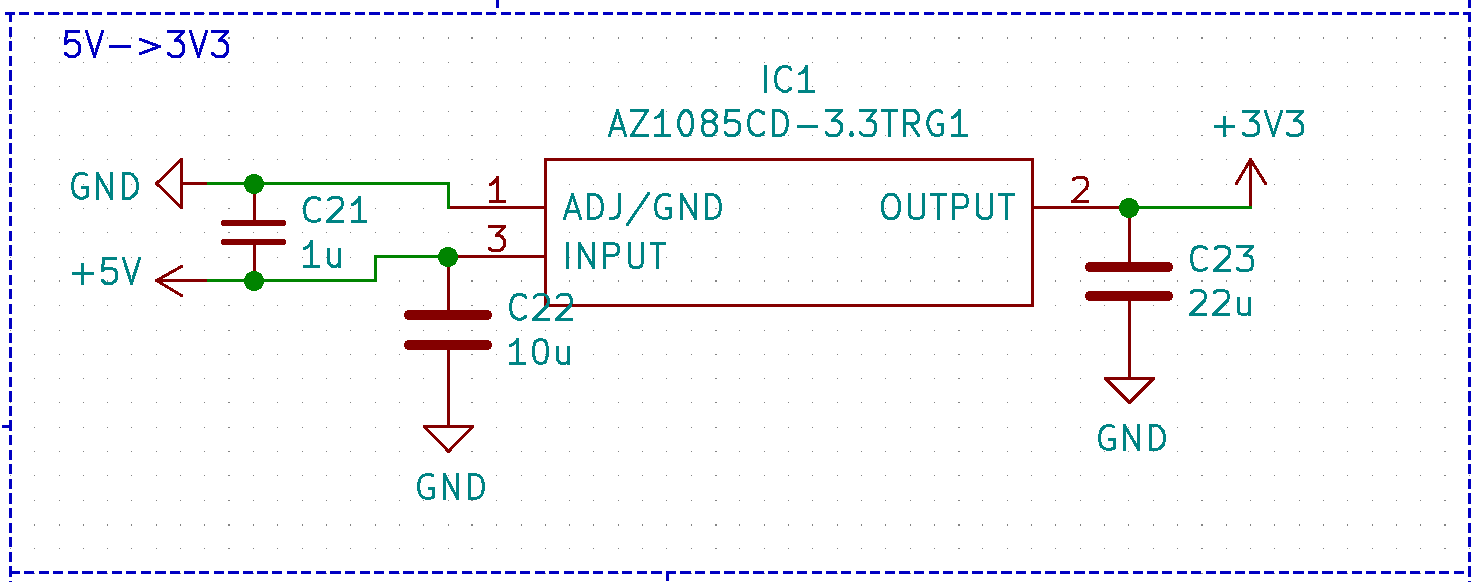 5V->3V3
IC1
AZ1085CD-3.3TRG1
+3V3
GND
C21
1u
+5V
1
ADJ/GND
3
INPUT
OUTPUT
2
C22
10u
GND
C23
22u
GND